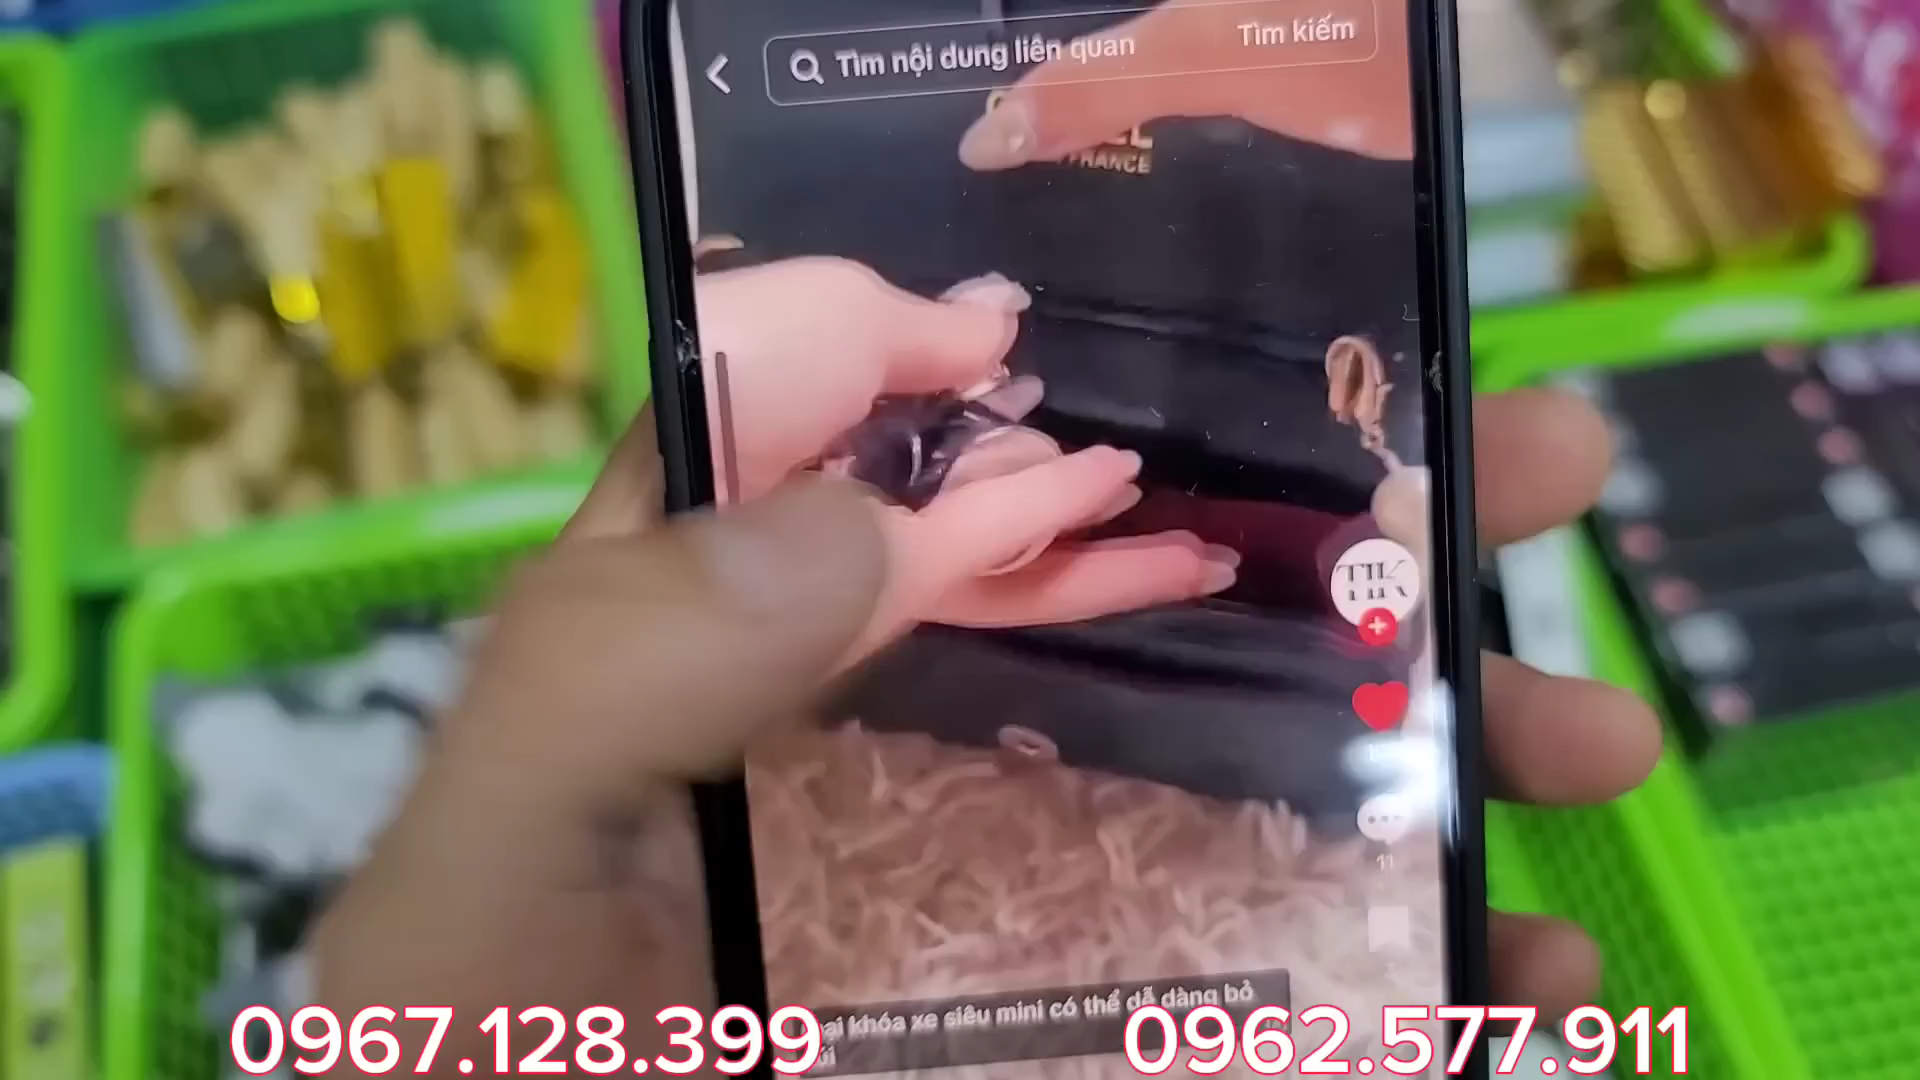 Tìm nội dung liên quan
Tìm kiếm
FRANCE
11
khóa xe siêu mini có thể dễ dàng bỏ
0967.128.399
0962.577.911